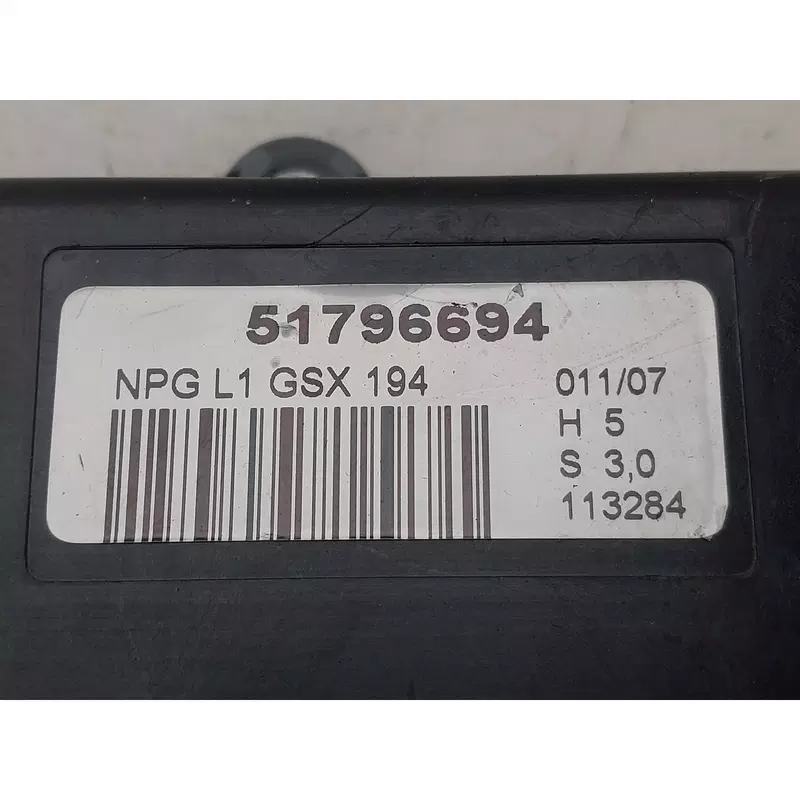 51796694
NPG L1 GSX 194 011/07
H 5
S 3,0
113284